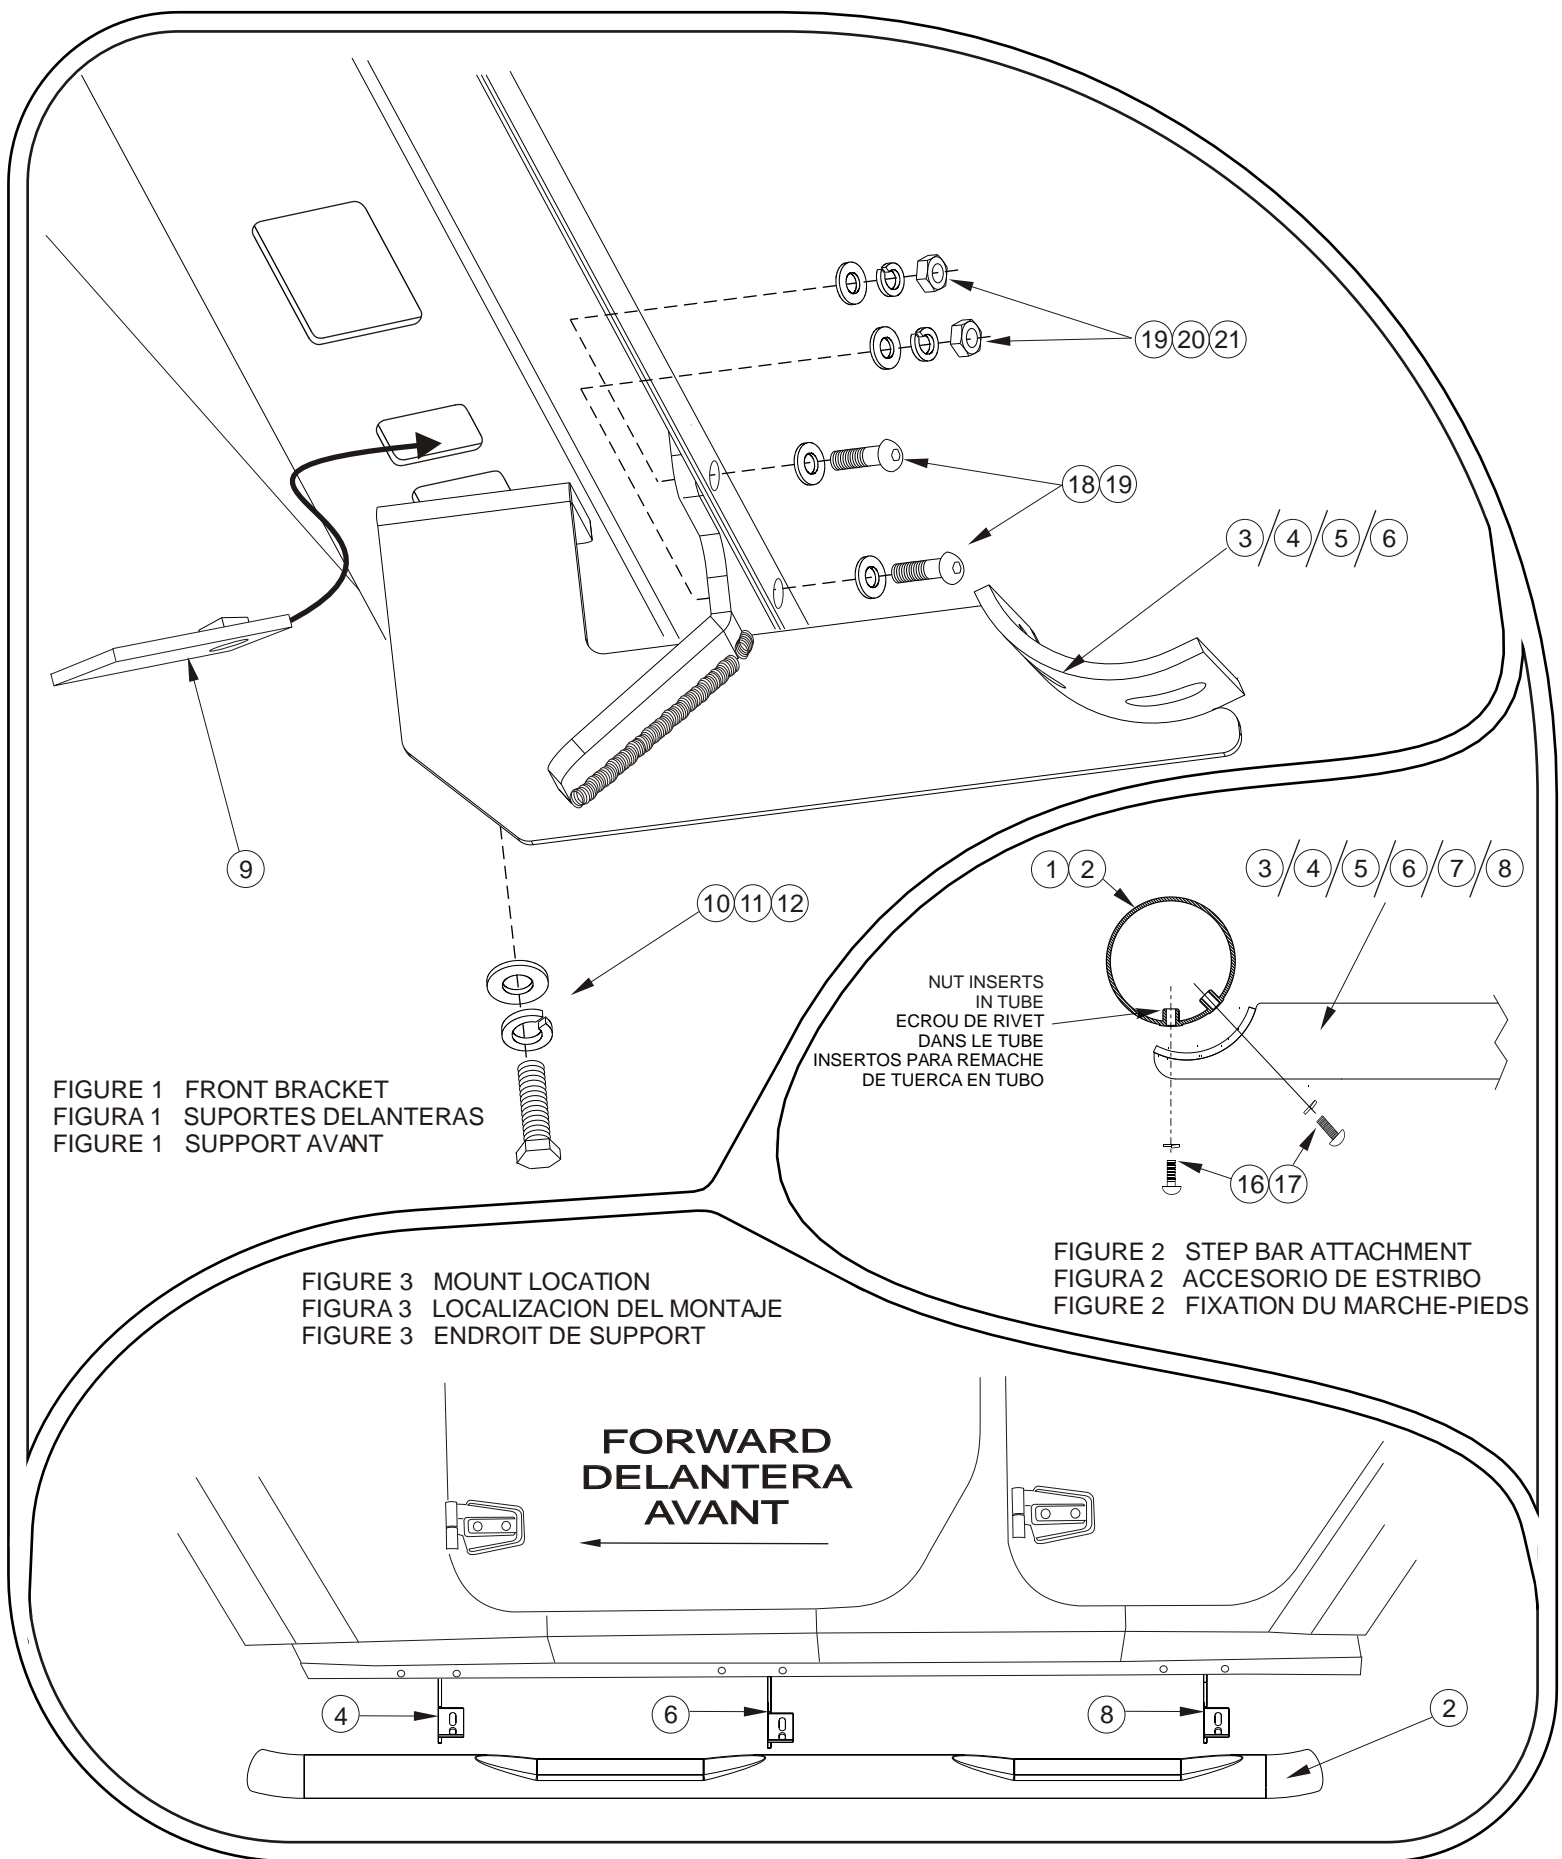 19 20 21
18 19
3/4/5/6
9
10 11 12
FIGURE 1 FRONT BRACKET
FIGURA 1 SUPORTES DELANTERAS
FIGURE 1 SUPPORT AVANT
1 2
3/4/5/6/7/8
NUT INSERTS
IN TUBE
ECROU DE RIVET
DANS LE TUBE
INSERTOS PARA REMACHE
DE TUERCA EN TUBO
16 17
FIGURE 2 STEP BAR ATTACHMENT
FIGURA 2 ACCESORIO DE ESTRIBO
FIGURE 2 FIXATION DU MARCHE-PIEDS
FIGURE 3 MOUNT LOCATION
FIGURA 3 LOCALIZACION DEL MONTAJE
FIGURE 3 ENDROIT DE SUPPORT
FORWARD
DELANTERA
AVANT
4
6
8
2